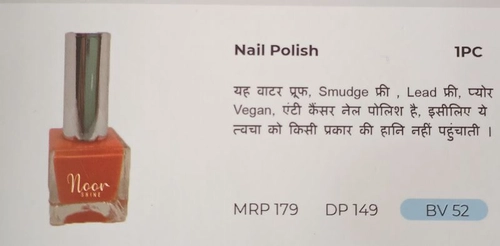 Nail Polish 1PC
यह वाटर प्रूफ, Smudge फ्री , Lead फ्री, प्योर
Vegan, एंटी कैंसर नेल पोलिश है, इसीलिए ये
त्वचा को किसी प्रकार की हानि नहीं पहुंचाती ।
Noor
SHINE
MRP 179 DP 149 BV 52